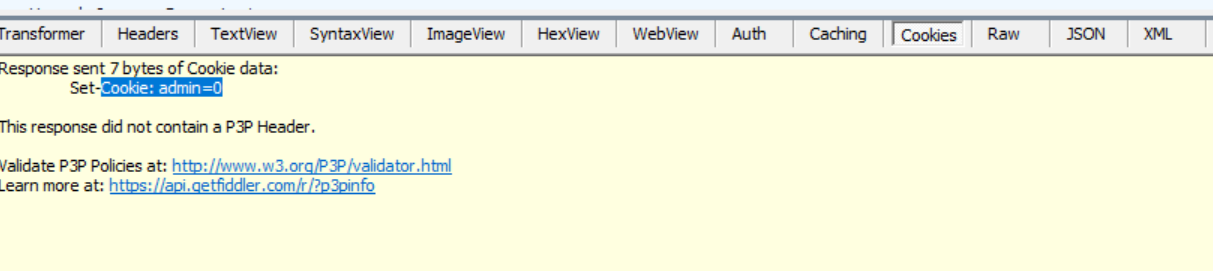 Transformer Headers TextView SyntaxView ImageView HexView WebView Auth Caching Cookies Raw JSON XML
Response sent 7 bytes of Cookie data:
Set-Cookie: admin=0
This response did not contain a P3P Header.
Validate P3P Policies at: http://www.w3.org/P3P/validator.html
Learn more at: https://api.getfiddler.com/r/?p3pinfo